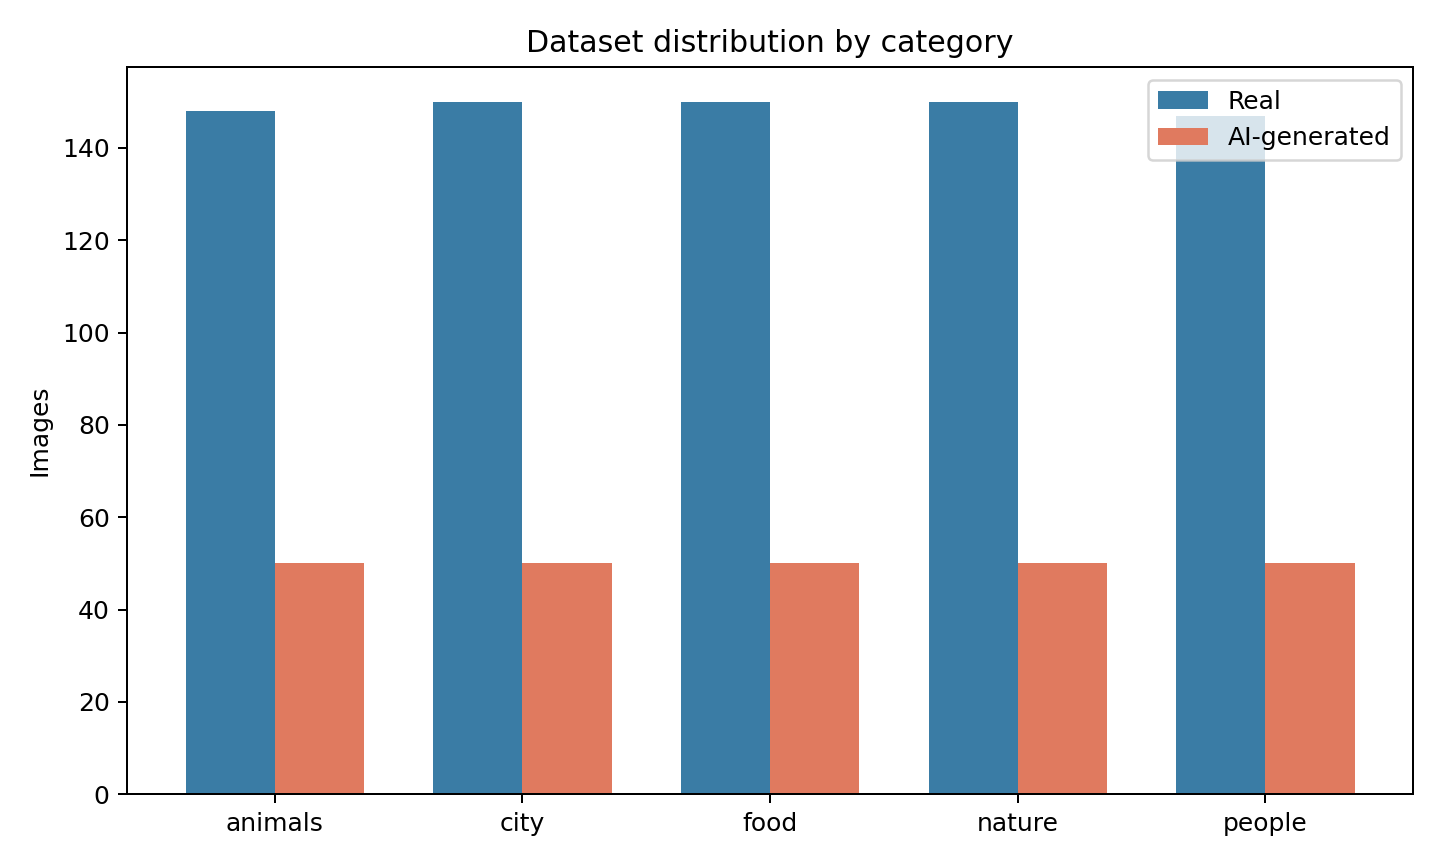 Dataset distribution by category
Real
AI-generated
140
120
100
80
60
40
20
0
Images
animals
city
food
nature
people